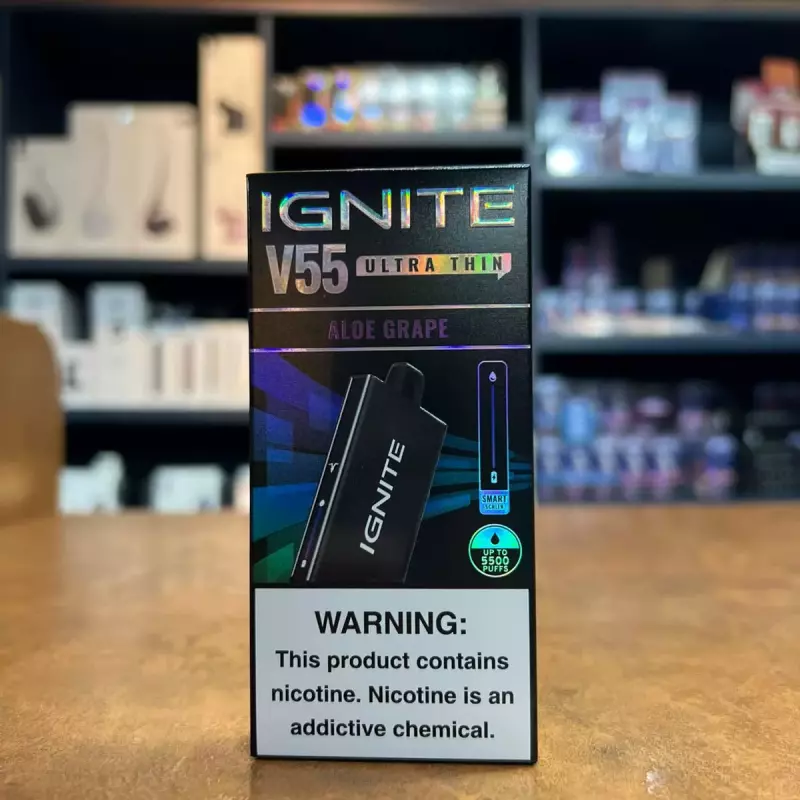 IGNITE
V55 ULTRA THIN
ALOE GRAPE
IGNITE
SMART
SCALER
UP TO
5500
PUFFS
WARNING:
This product contains
nicotine. Nicotine is an
addictive chemical.